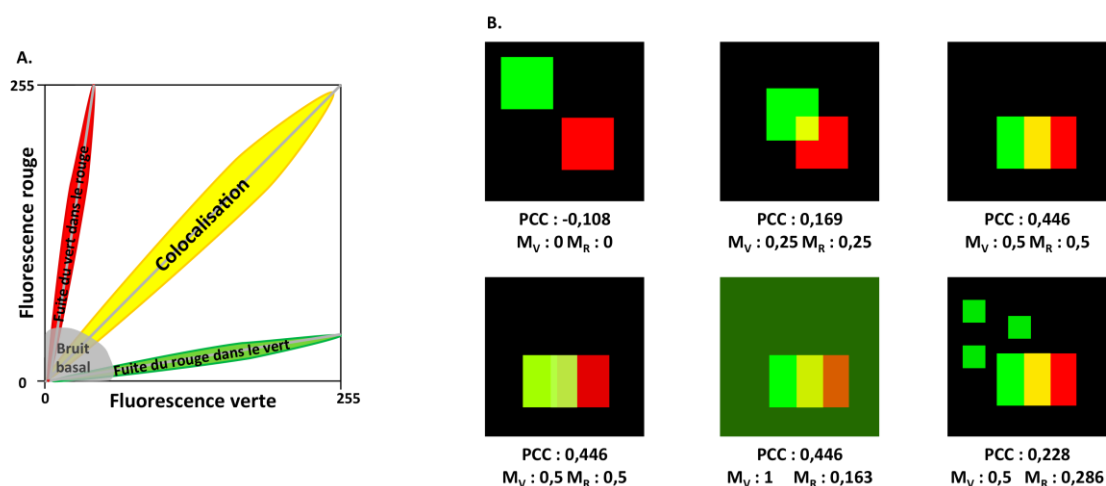 A.
255
Fluorescence rouge
Fuite du vert dans le rouge
Colocalisation
Bruit
basal
Fuite du rouge dans le vert
0
0
255
Fluorescence verte
B.
PCC : -0,108
MV : 0 MR : 0
PCC : 0,169
MV : 0,25 MR : 0,25
PCC : 0,446
MV : 0,5 MR : 0,5
PCC : 0,446
MV : 0,5 MR : 0,5
PCC : 0,446
MV : 1 MR : 0,163
PCC : 0,228
MV : 0,5 MR : 0,286